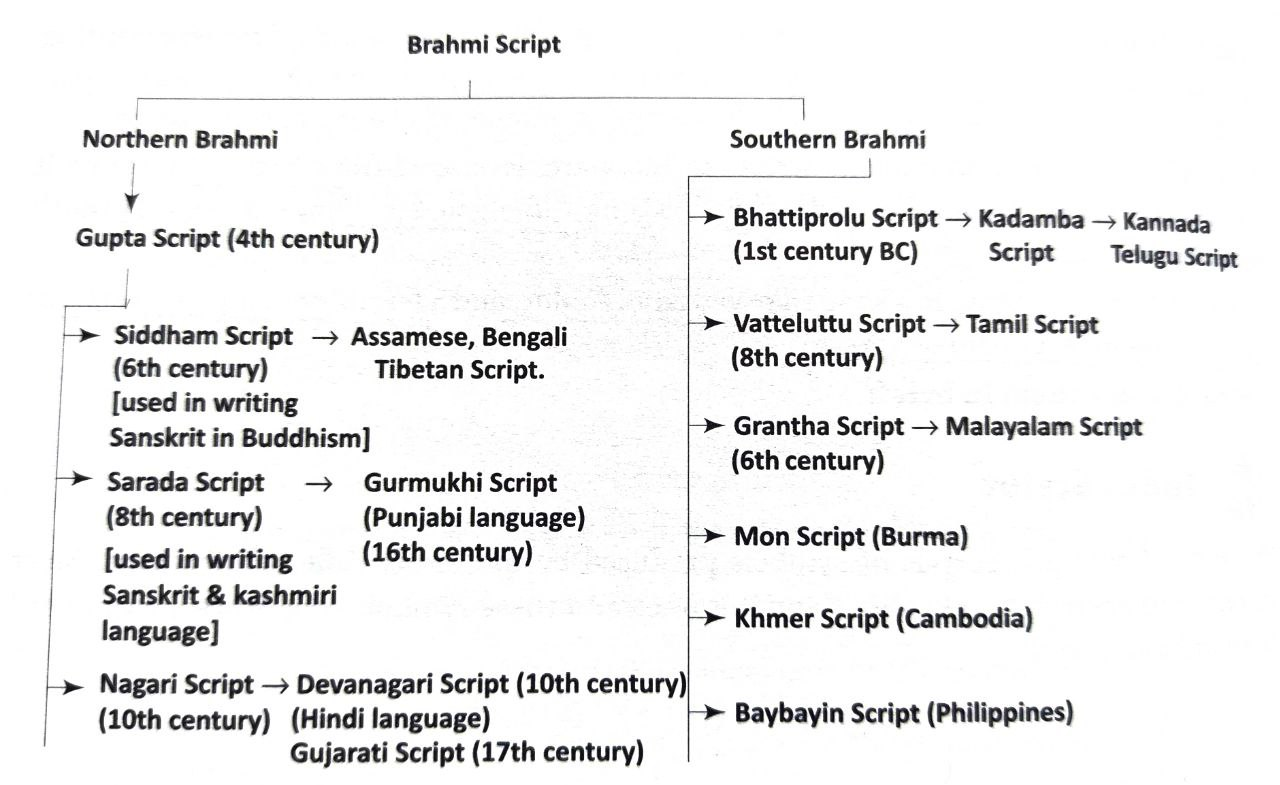 Brahmi Script
Northern Brahmi
Gupta Script (4th century)
Siddham Script → Assamese, Bengali
(6th century) Tibetan Script.
[used in writing
Sanskrit in Buddhism]
Sarada Script → Gurmukhi Script
(8th century) (Punjabi language)
[used in writing (16th century)
Sanskrit & kashmiri
language]
Nagari Script → Devanagari Script (10th century)
(10th century) (Hindi language)
Gujarati Script (17th century)
Southern Brahmi
Bhattiprolu Script → Kadamba → Kannada
(1st century BC) Script Telugu Script
Vatteluttu Script → Tamil Script
(8th century)
Grantha Script → Malayalam Script
(6th century)
Mon Script (Burma)
Khmer Script (Cambodia)
Baybayin Script (Philippines)